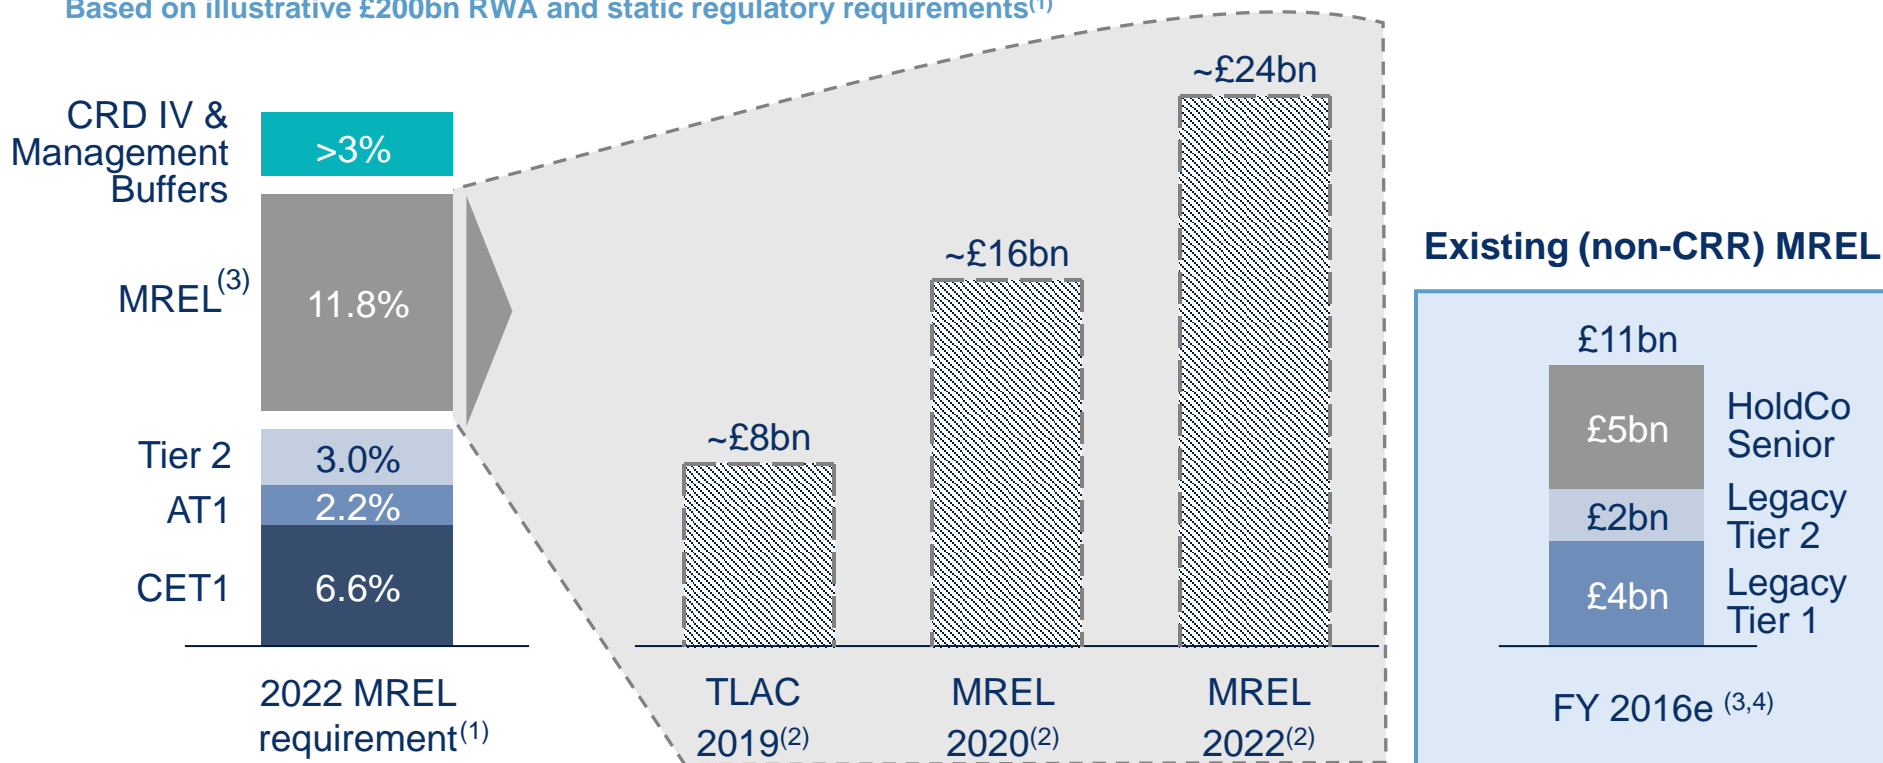 Based on illustrative £200bn RWA and static regulatory requirements(1)
CRD IV &
Management
Buffers
>3%
MREL(3)
11.8%
Tier 2
3.0%
AT1
2.2%
CET1
6.6%
2022 MREL
requirement(1)
~£8bn
TLAC
2019(2)
~£16bn
MREL
2020(2)
~£24bn
MREL
2022(2)
Existing (non-CRR) MREL
£11bn
£5bn
HoldCo
Senior
£2bn
Legacy
Tier 2
£4bn
Legacy
Tier 1
FY 2016e (3,4)